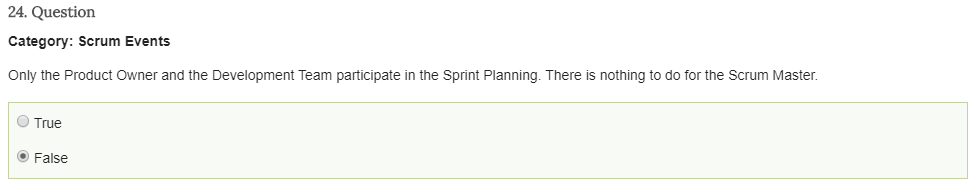 24. Question
Category: Scrum Events
Only the Product Owner and the Development Team participate in the Sprint Planning. There is nothing to do for the Scrum Master.
True
False